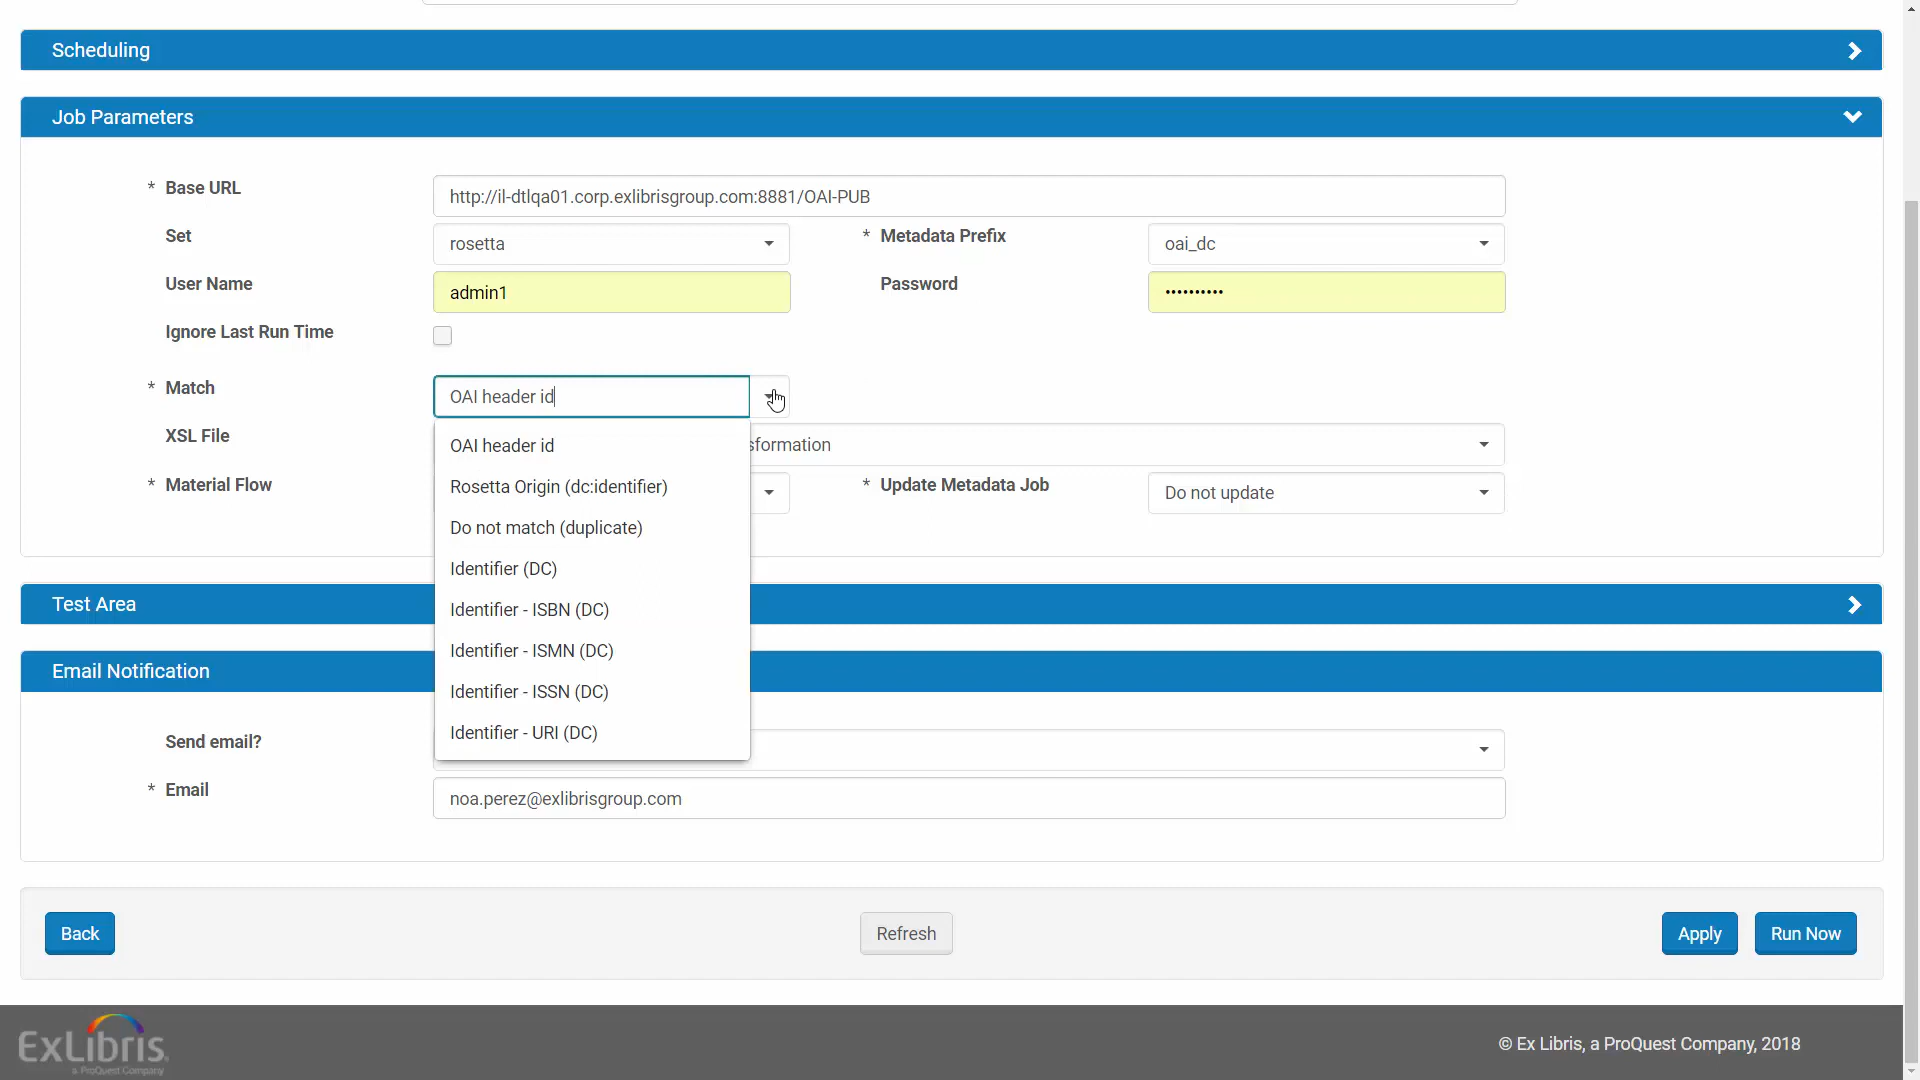 Scheduling
Job Parameters
* Base URL
http://il-dtlqa01.corp.exlibrisgroup.com:8881/OAI-PUB
Set
rosetta
* Metadata Prefix
oai_dc
User Name
admin1
Password
••••••••••
Ignore Last Run Time
* Match
OAI header id
OAI header id
Rosetta Origin (dc:identifier)
Do not match (duplicate)
Identifier (DC)
Identifier - ISBN (DC)
Identifier - ISMN (DC)
Identifier - ISSN (DC)
Identifier - URI (DC)
XSL File
sformation
* Material Flow
* Update Metadata Job
Do not update
Test Area
Email Notification
Send email?
* Email
noa.perez@exlibrisgroup.com
Back
Refresh
Apply
Run Now
ExLibris
a ProQuest Company
© Ex Libris, a ProQuest Company, 2018